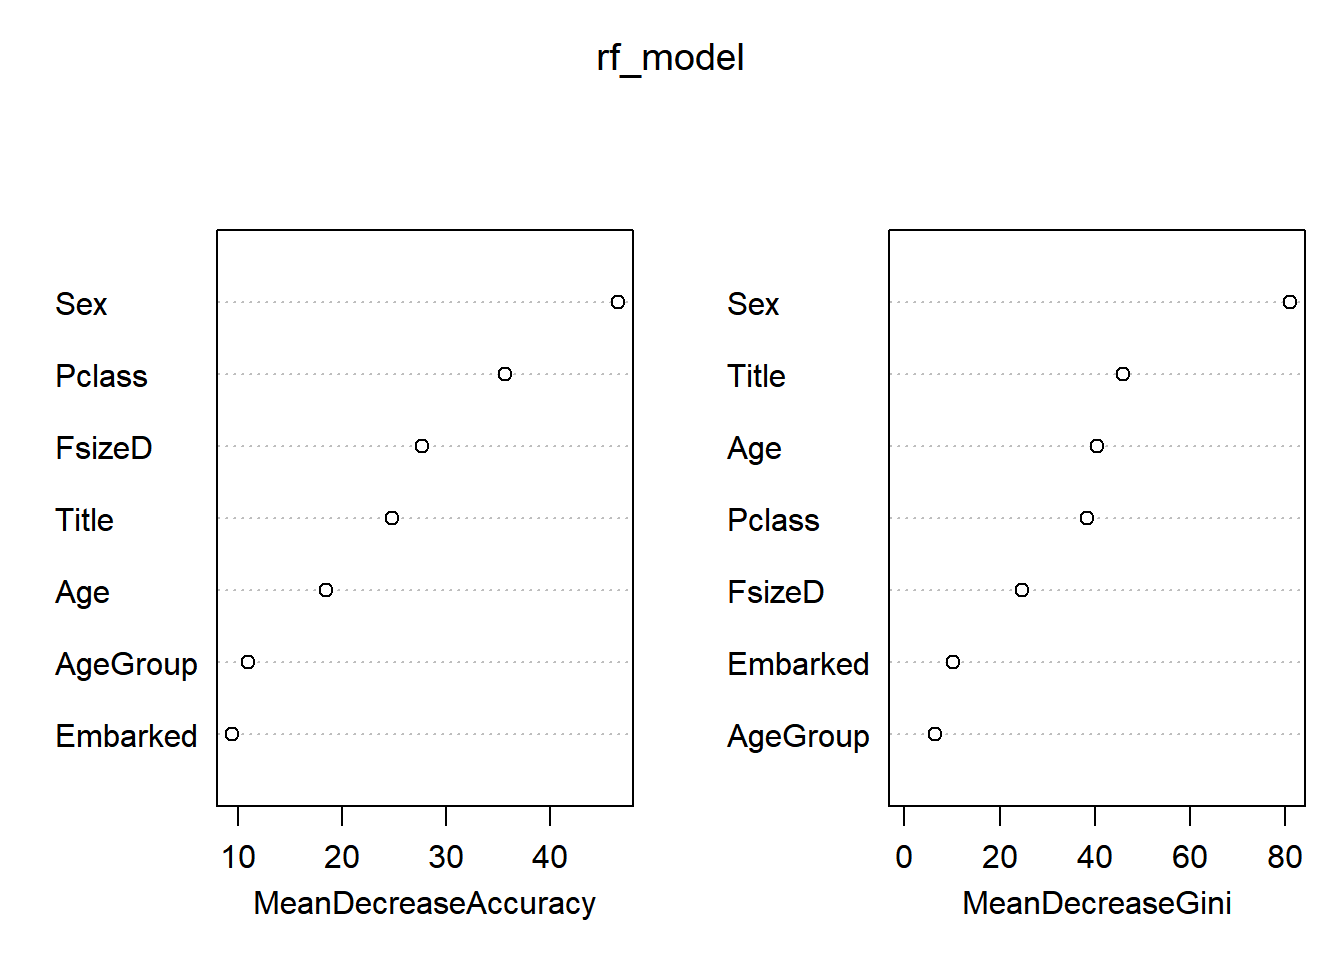 rf_model
Sex
Pclass
FsizeD
Title
Age
AgeGroup
Embarked
10 20 30 40
MeanDecreaseAccuracy
Sex
Title
Age
Pclass
FsizeD
Embarked
AgeGroup
0 20 40 60 80
MeanDecreaseGini